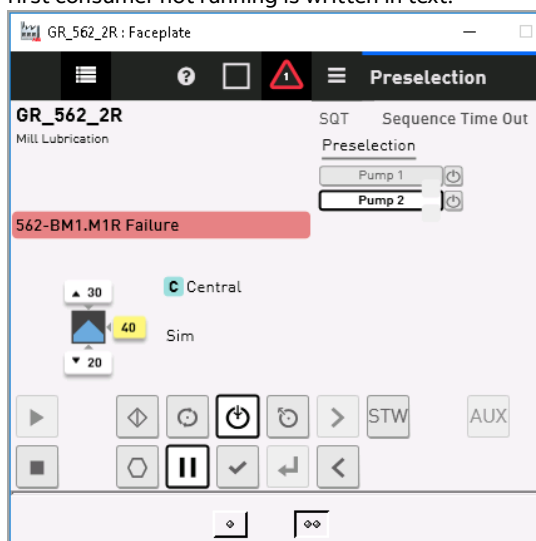 first consumer not running is written in text.
GR_562_2R : Faceplate
1
Preselection
GR_562_2R
Mill Lubrication
SQT Sequence Time Out
Preselection
Pump 1
Pump 2
562-BM1.M1R Failure
30
C Central
40
Sim
20
STW
AUX